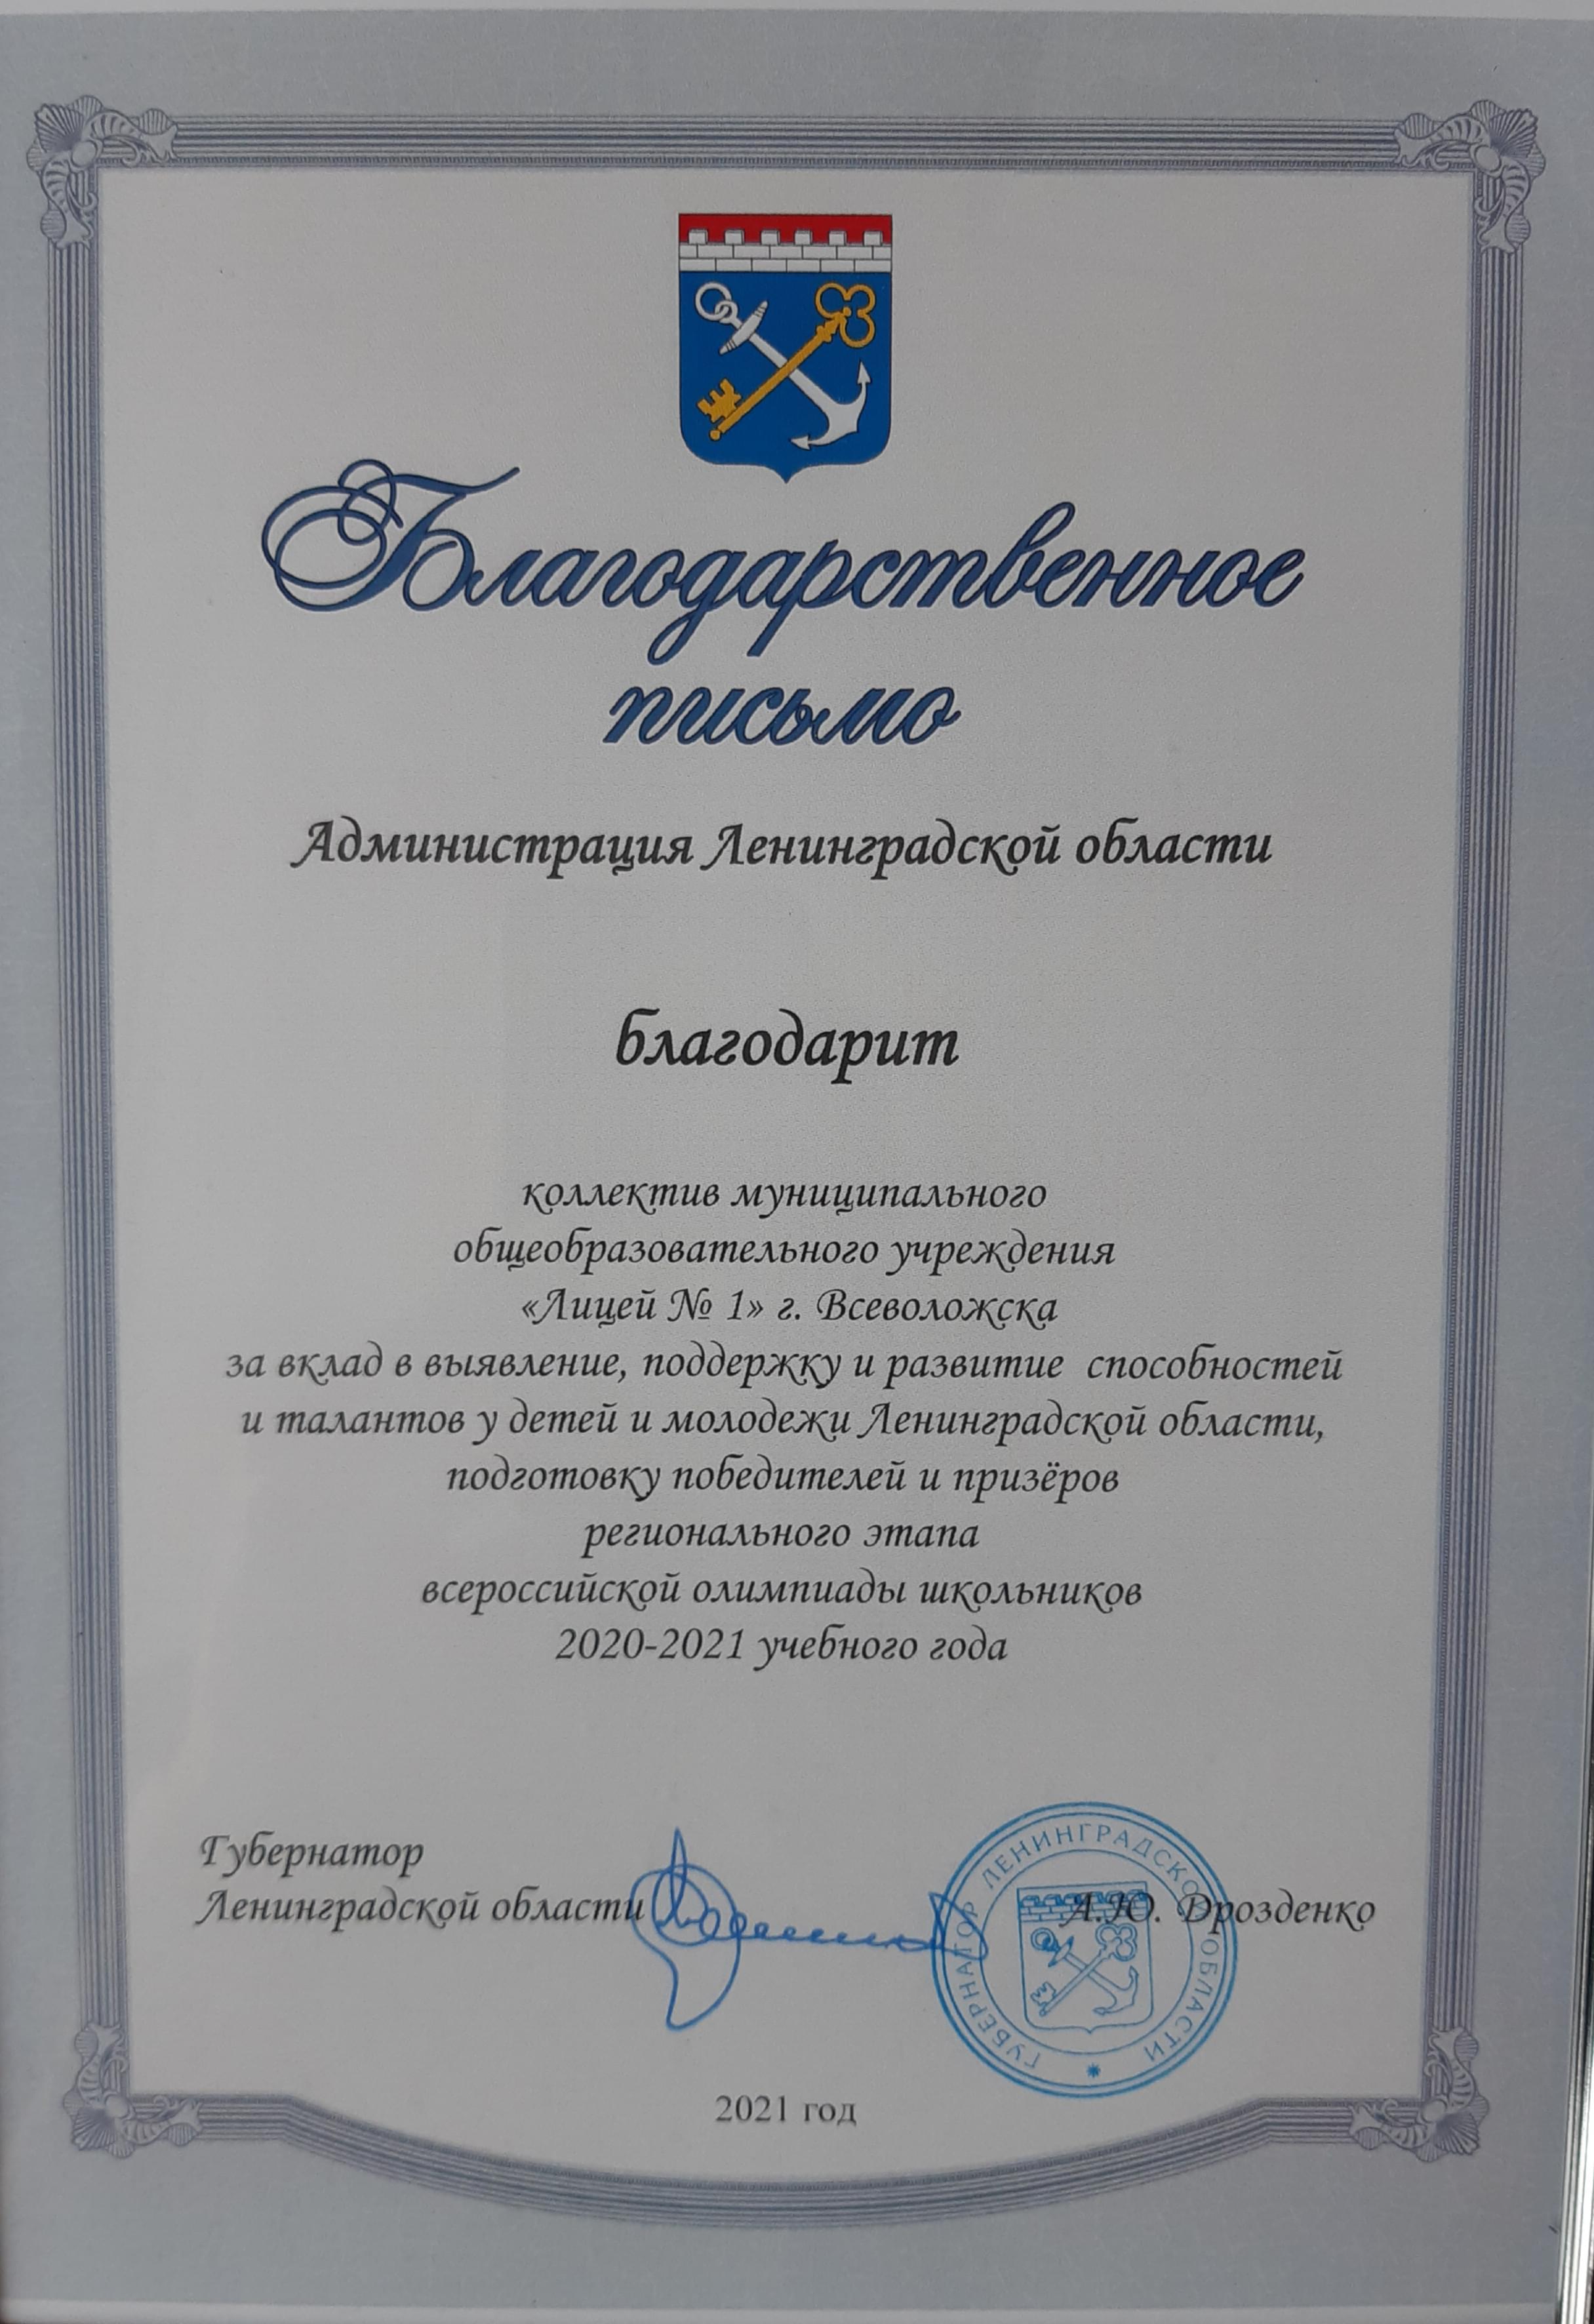 Благодарственное
письмо
Администрация Ленинградской области
благодарит
коллектив муниципального
общеобразовательного учреждения
«Лицей № 1» г. Всеволожска
за вклад в выявление, поддержку и развитие способностей
и талантов у детей и молодежи Ленинградской области,
подготовку победителей и призёров
регионального этапа
всероссийской олимпиады школьников
2020-2021 учебного года
Губернатор
Ленинградской области
А.Ю. Дрозденко
ГУБЕРНАТОР ЛЕНИНГРАДСКОЙ ОБЛАСТИ
2021 год